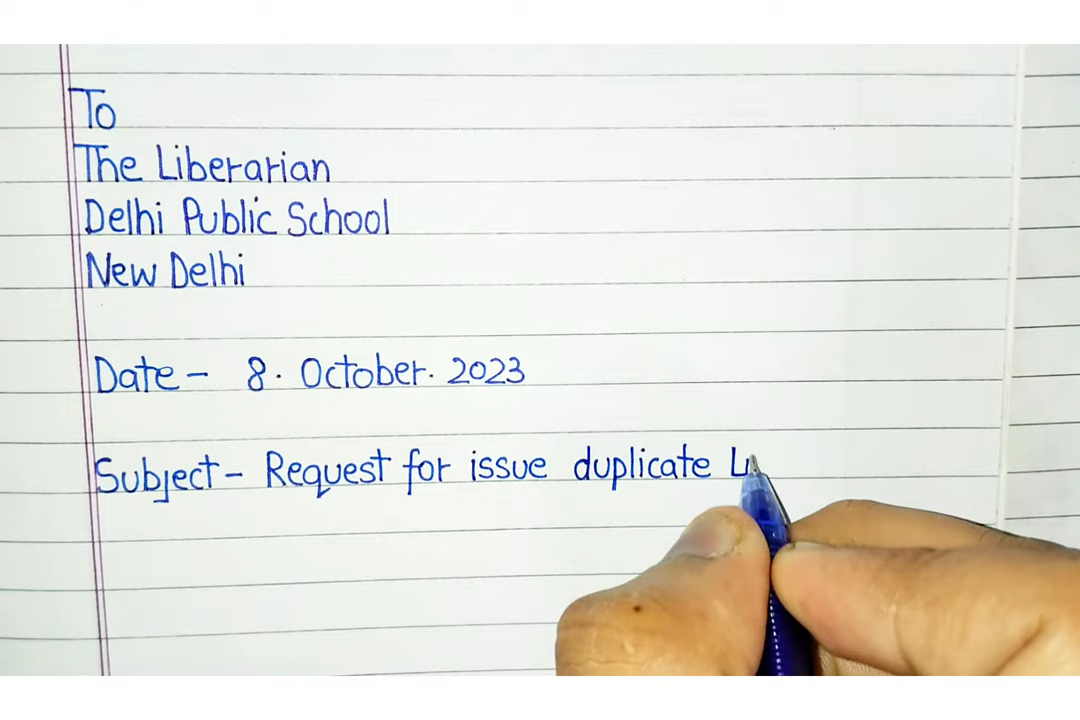 To
The Liberarian
Delhi Public School
New Delhi
Date- 8. October. 2023
Subject- Request for issue duplicate